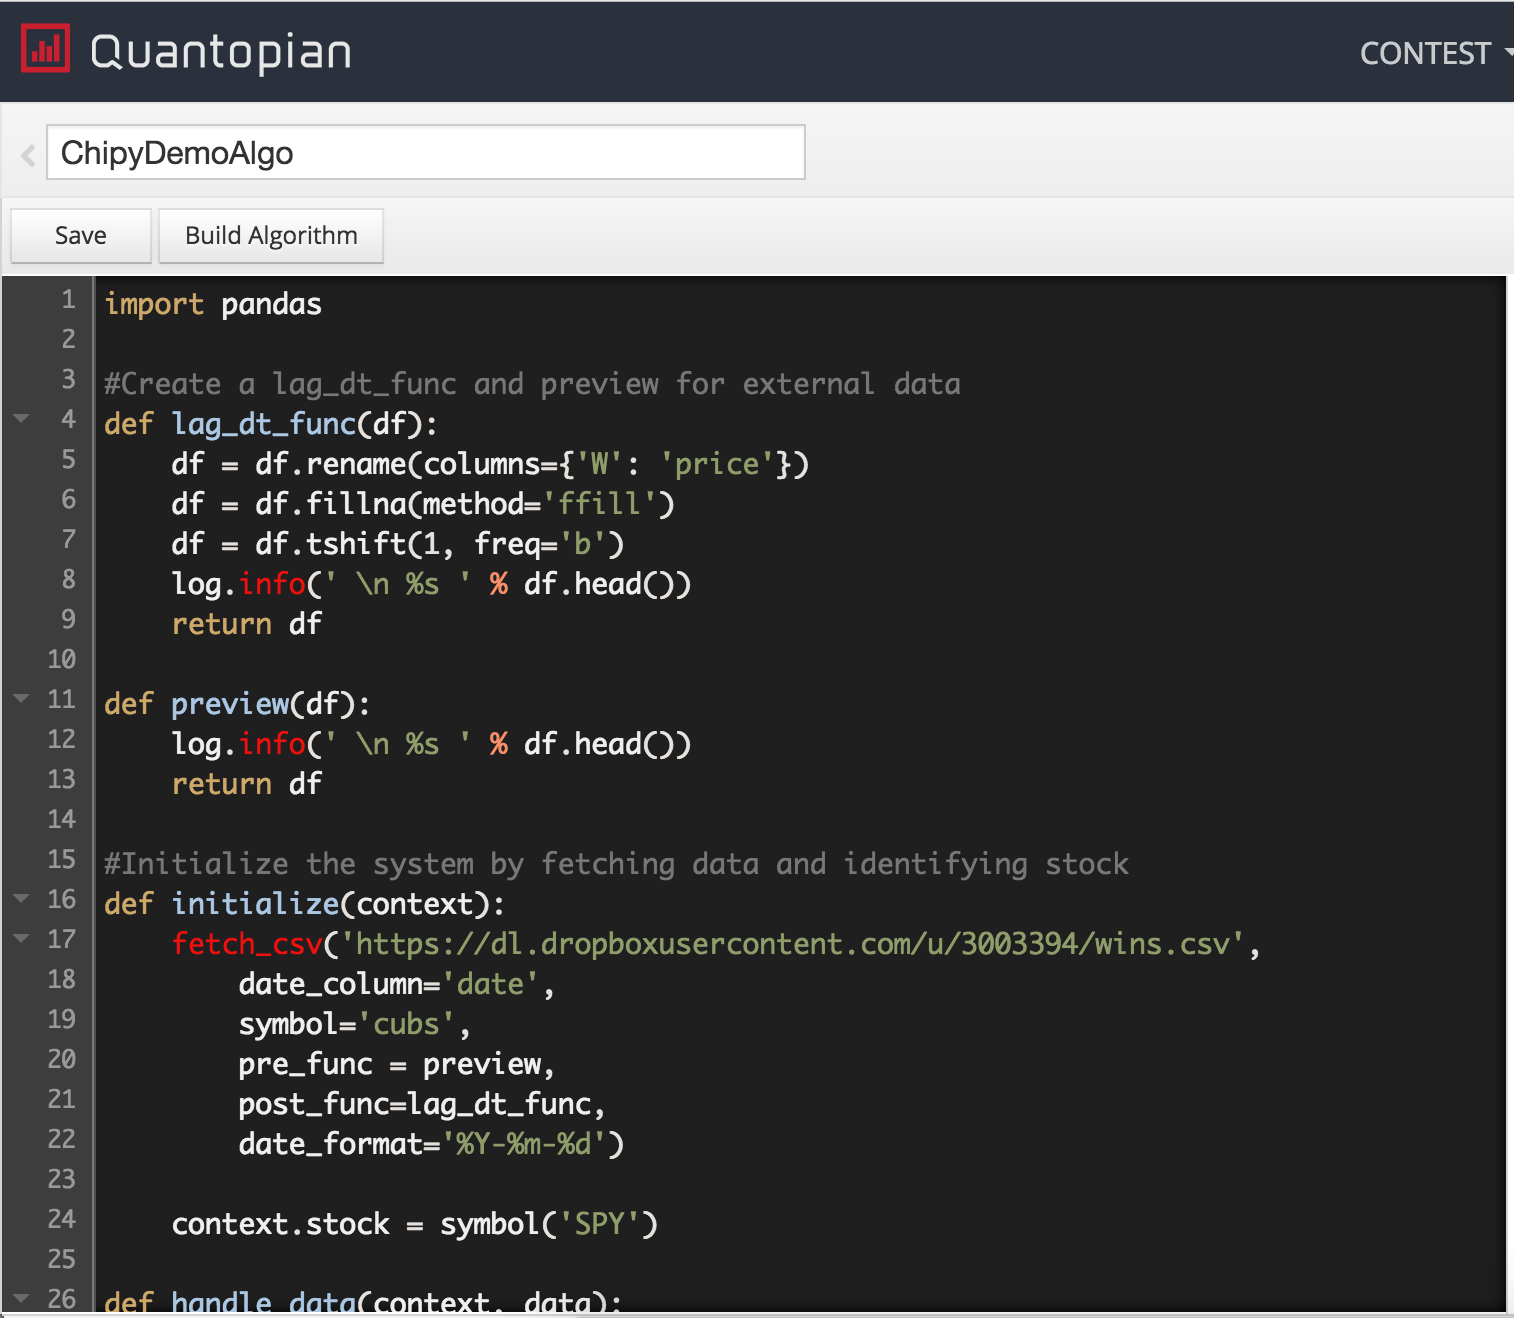 Quantopian
CONTEST
ChipyDemoAlgo
Save Build Algorithm
1 import pandas
2
3 #Create a lag_dt_func and preview for external data
4 def lag_dt_func(df):
5     df = df.rename(columns={'W': 'price'})
6     df = df.fillna(method='ffill')
7     df = df.tshift(1, freq='b')
8     log.info(' \n %s ' % df.head())
9     return df
10
11 def preview(df):
12     log.info(' \n %s ' % df.head())
13     return df
14
15 #Initialize the system by fetching data and identifying stock
16 def initialize(context):
17     fetch_csv('https://dl.dropboxusercontent.com/u/3003394/wins.csv',
18         date_column='date',
19         symbol='cubs',
20         pre_func = preview,
21         post_func=lag_dt_func,
22         date_format='%Y-%m-%d')
23
24     context.stock = symbol('SPY')
25
26 def handle_data(context, data):